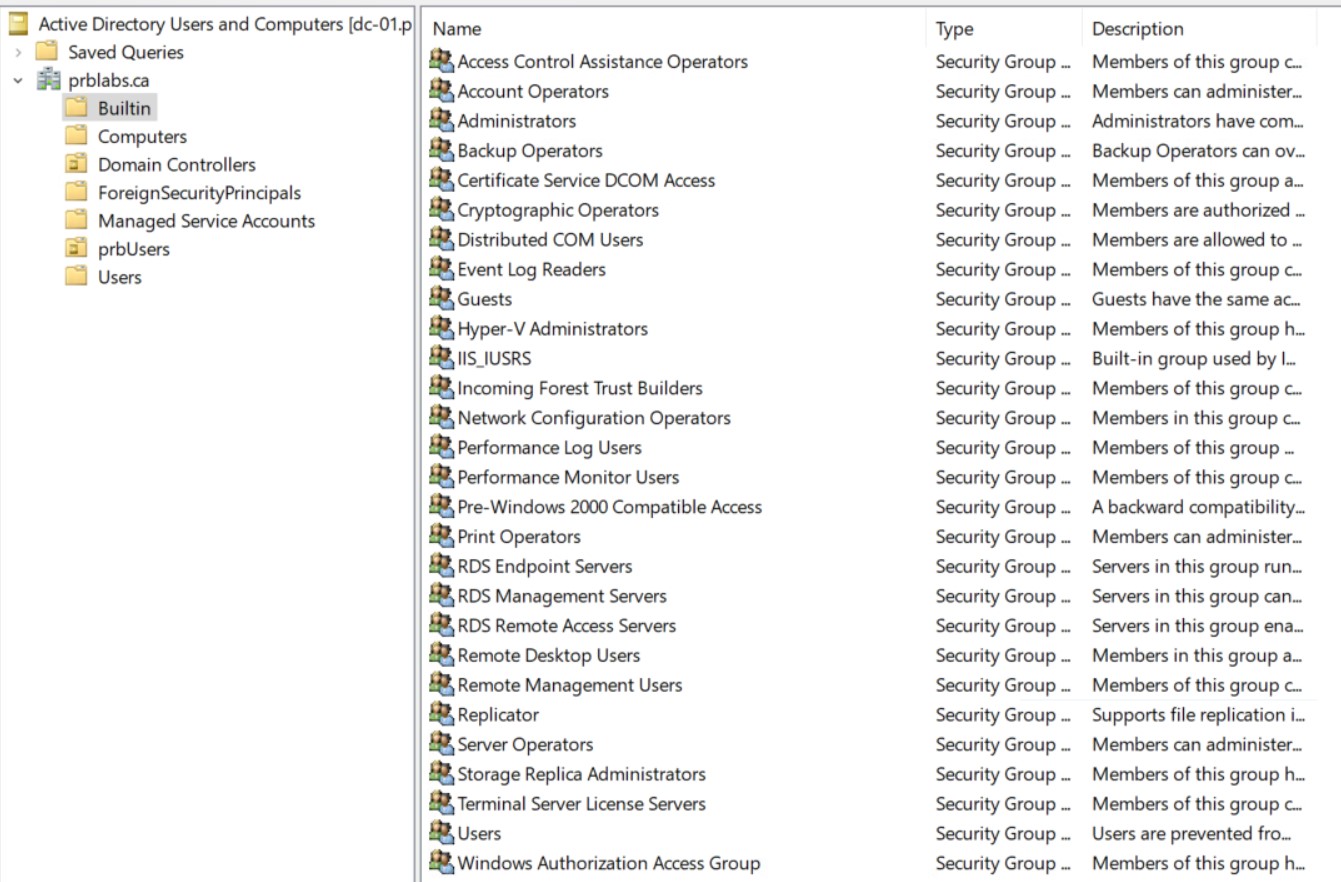 Active Directory Users and Computers [dc-01.p
Saved Queries
prblabs.ca
Builtin
Computers
Domain Controllers
ForeignSecurityPrincipals
Managed Service Accounts
prbUsers
Users
Name Type Description
Access Control Assistance Operators Security Group ... Members of this group c...
Account Operators Security Group ... Members can administer...
Administrators Security Group ... Administrators have com...
Backup Operators Security Group ... Backup Operators can ov...
Certificate Service DCOM Access Security Group ... Members of this group a...
Cryptographic Operators Security Group ... Members are authorized ...
Distributed COM Users Security Group ... Members are allowed to ...
Event Log Readers Security Group ... Members of this group c...
Guests Security Group ... Guests have the same ac...
Hyper-V Administrators Security Group ... Members of this group h...
IIS_IUSRS Security Group ... Built-in group used by I...
Incoming Forest Trust Builders Security Group ... Members of this group c...
Network Configuration Operators Security Group ... Members in this group c...
Performance Log Users Security Group ... Members of this group ...
Performance Monitor Users Security Group ... Members of this group c...
Pre-Windows 2000 Compatible Access Security Group ... A backward compatibility...
Print Operators Security Group ... Members can administer...
RDS Endpoint Servers Security Group ... Servers in this group run...
RDS Management Servers Security Group ... Servers in this group can...
RDS Remote Access Servers Security Group ... Servers in this group ena...
Remote Desktop Users Security Group ... Members in this group a...
Remote Management Users Security Group ... Members of this group c...
Replicator Security Group ... Supports file replication i...
Server Operators Security Group ... Members can administer...
Storage Replica Administrators Security Group ... Members of this group h...
Terminal Server License Servers Security Group ... Members of this group c...
Users Security Group ... Users are prevented fro...
Windows Authorization Access Group Security Group ... Members of this group h...